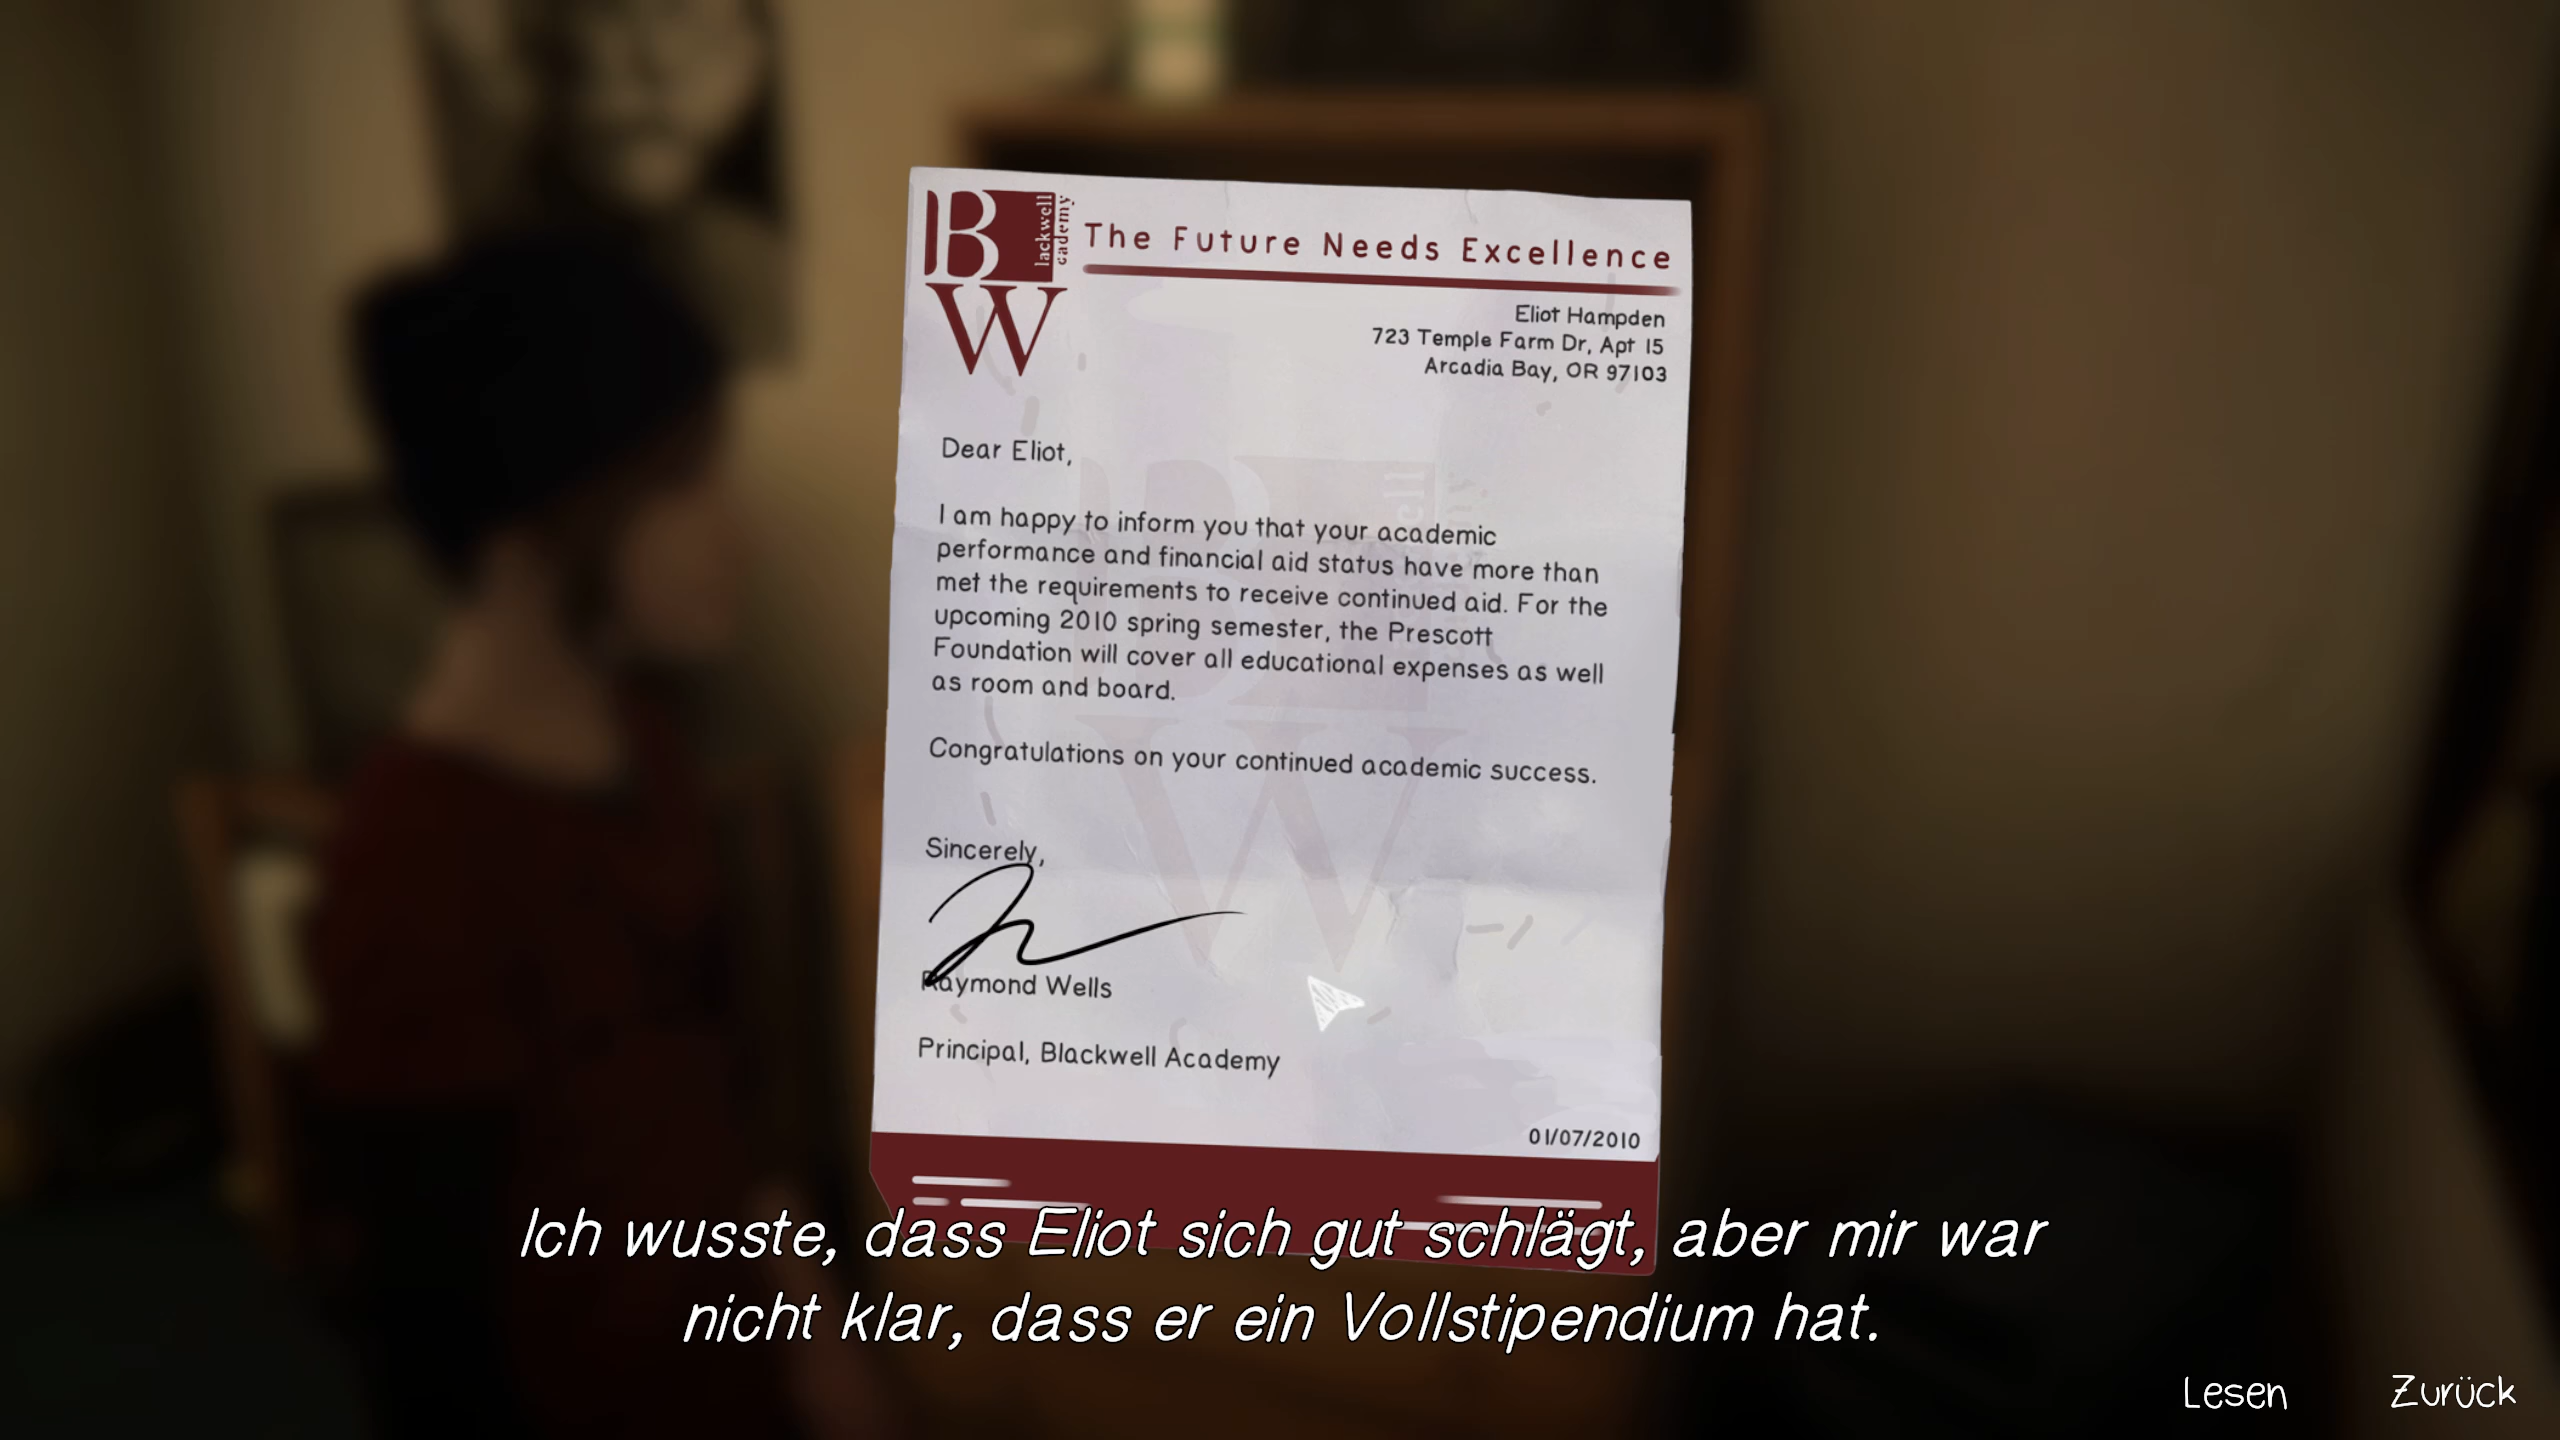 Blackwell
Academy
W
The Future Needs Excellence
Eliot Hampden
723 Temple Farm Dr, Apt 15
Arcadia Bay, OR 97103
Dear Eliot,
I am happy to inform you that your academic
performance and financial aid status have more than
met the requirements to receive continued aid. For the
upcoming 2010 spring semester, the Prescott
Foundation will cover all educational expenses as well
as room and board.
Congratulations on your continued academic success.
Sincerely,
Raymond Wells
Principal, Blackwell Academy
01/07/2010
Ich wusste, dass Eliot sich gut schlägt, aber mir war
nicht klar, dass er ein Vollstipendium hat.
Lesen Zurück